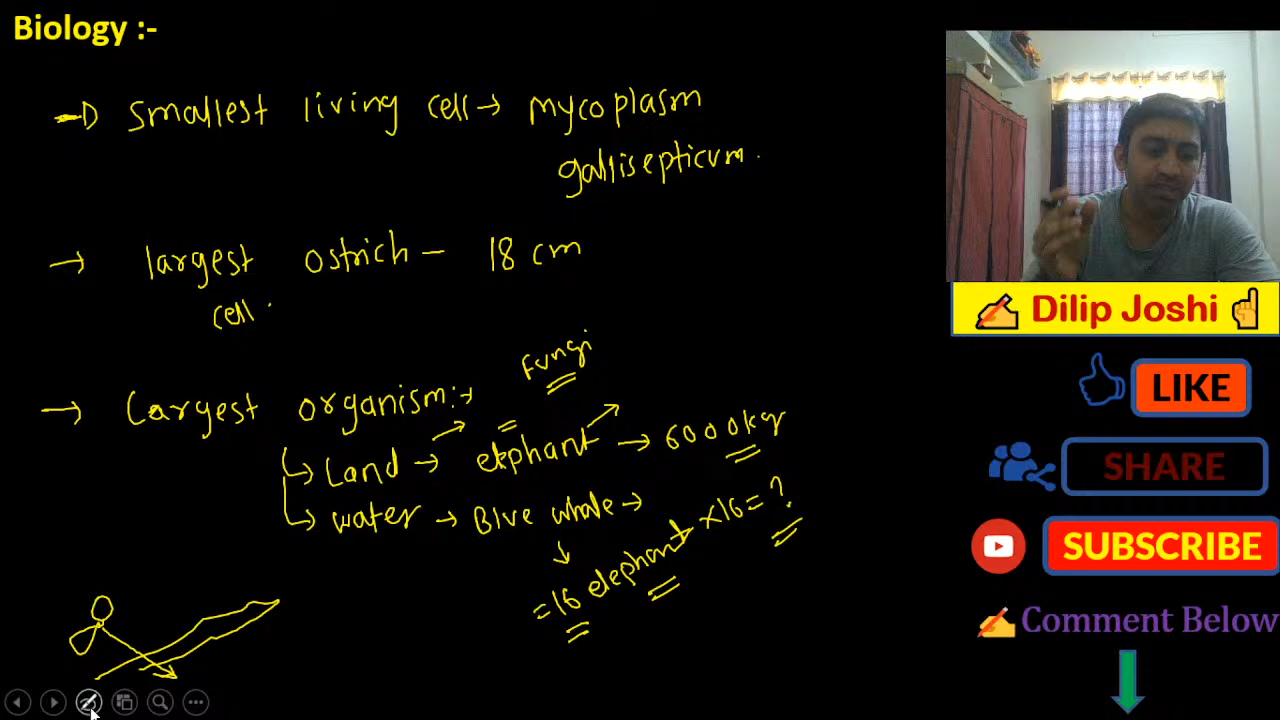 Biology :-
smallest living cell → mycoplasm
gallisepticum.
→ largest ostrich - 18 cm
cell.
Fungi
→ Largest organism:→
Land → elephant → 6000kg
water → Blue whale →
= 16 elephant ×16 = ?
Dilip Joshi
LIKE
SHARE
SUBSCRIBE
Comment Below